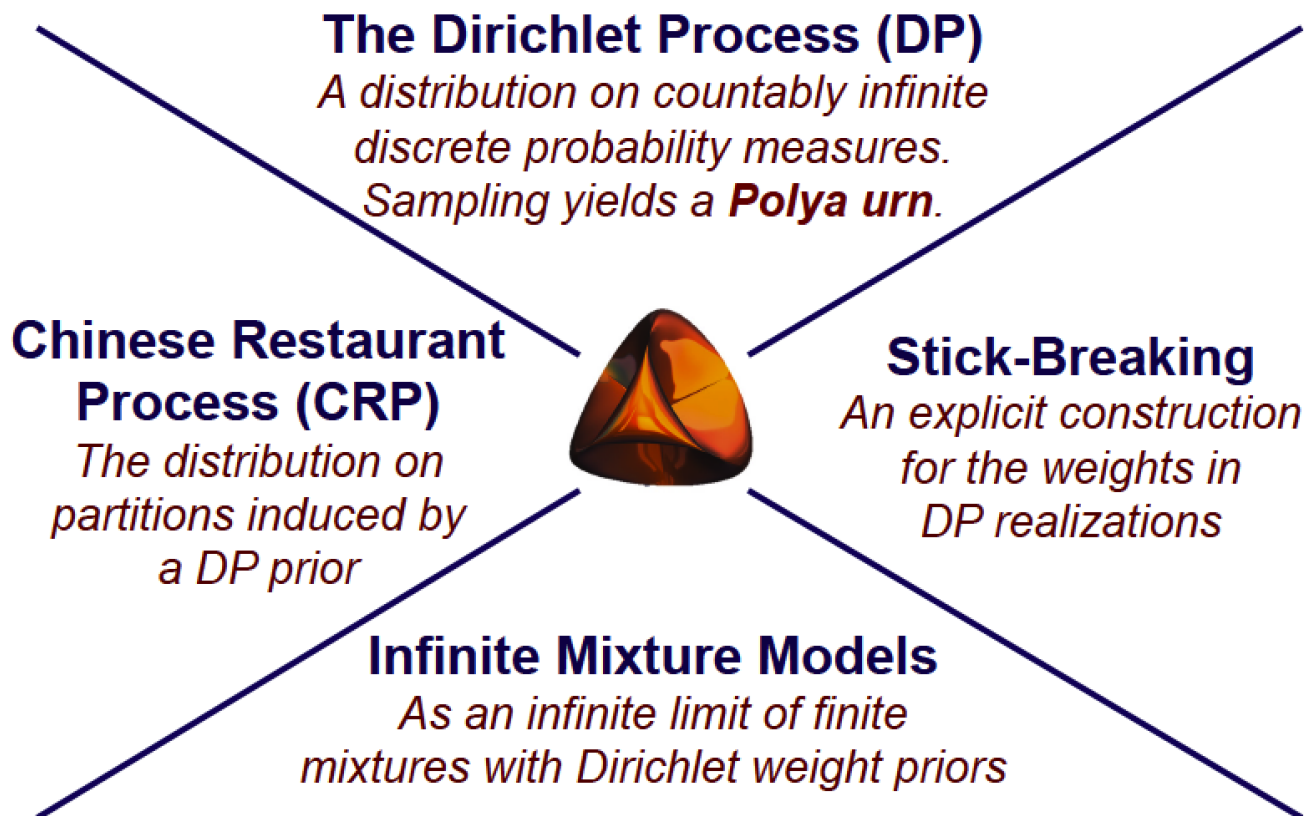 The Dirichlet Process (DP)
A distribution on countably infinite
discrete probability measures.
Sampling yields a Polya urn.
Chinese Restaurant
Process (CRP)
The distribution on
partitions induced by
a DP prior
Stick-Breaking
An explicit construction
for the weights in
DP realizations
Infinite Mixture Models
As an infinite limit of finite
mixtures with Dirichlet weight priors